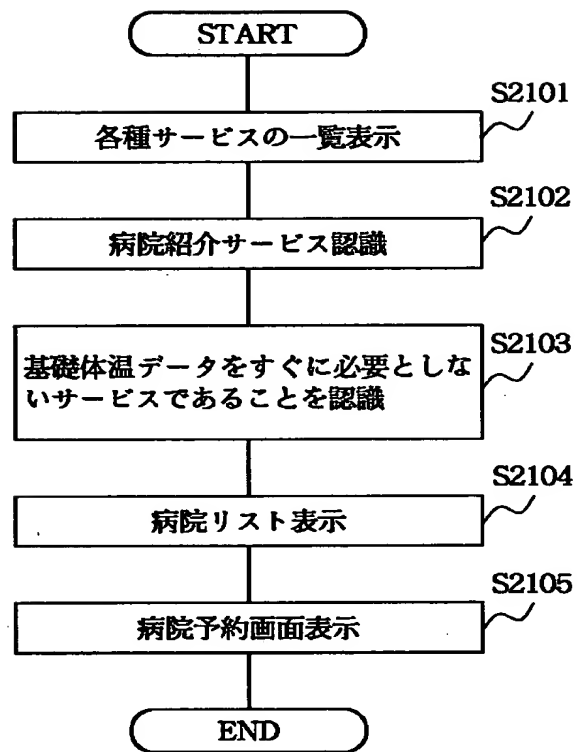 START
S2101
各種サービスの一覧表示
S2102
病院紹介サービス認識
S2103
基礎体温データをすぐに必要としな
いサービスであることを認識
S2104
病院リスト表示
S2105
病院予約画面表示
END